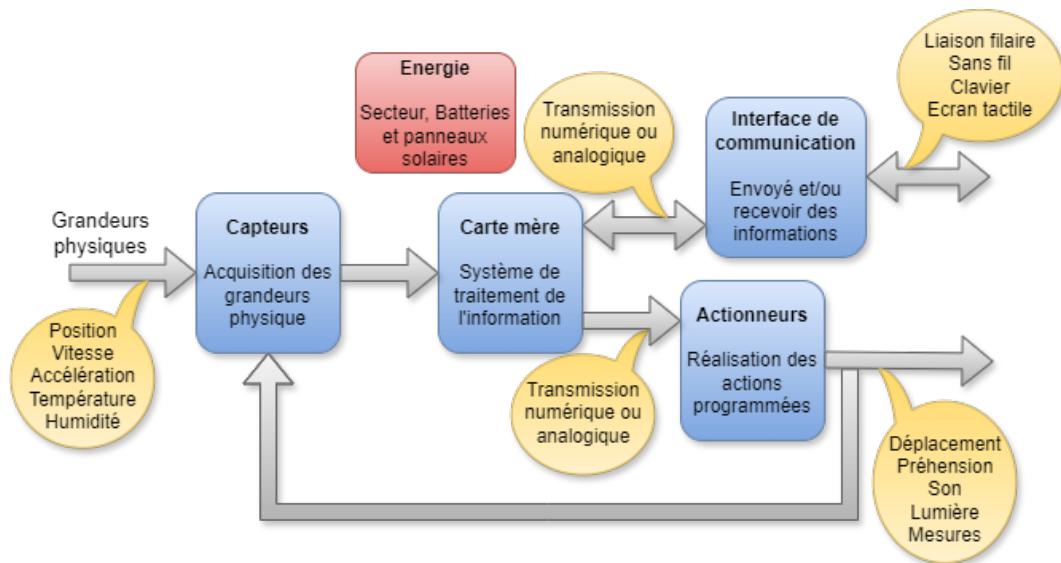 Energie
Secteur, Batteries
et panneaux
solaires
Transmission
numérique ou
analogique
Interface de
communication
Envoyé et/ou
recevoir des
informations
Liaison filaire
Sans fil
Clavier
Ecran tactile
Grandeurs
physiques
Position
Vitesse
Accélération
Température
Humidité
Capteurs
Acquisition des
grandeurs
physique
Carte mère
Système de
traitement de
l'information
Transmission
numérique ou
analogique
Actionneurs
Réalisation des
actions
programmées
Déplacement
Préhension
Son
Lumière
Mesures